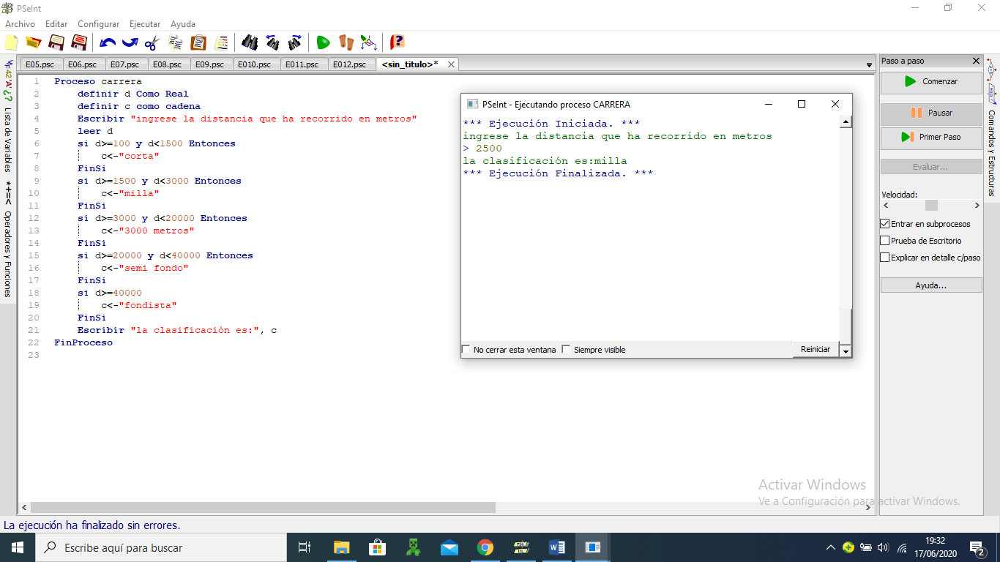 PSeInt
Archivo Editar Configurar Ejecutar Ayuda
E05.psc E06.psc E07.psc E08.psc E09.psc E010.psc E011.psc E012.psc <sin_titulo>*
Lista de Variables
*+=< Operadores y Funciones
1 Proceso carrera
2 definir d Como Real
3 definir c como cadena
4 Escribir "ingrese la distancia que ha recorrido en metros"
5 leer d
6 si d>=100 y d<1500 Entonces
7 c<-"corta"
8 FinSi
9 si d>=1500 y d<3000 Entonces
10 c<-"milla"
11 FinSi
12 si d>=3000 y d<20000 Entonces
13 c<-"3000 metros"
14 FinSi
15 si d>=20000 y d<40000 Entonces
16 c<-"semi fondo"
17 FinSi
18 si d>=40000
19 c<-"fondista"
20 FinSi
21 Escribir "la clasificación es:", c
22 FinProceso
23
PSeInt - Ejecutando proceso CARRERA
*** Ejecución Iniciada. ***
ingrese la distancia que ha recorrido en metros
> 2500
la clasificación es:milla
*** Ejecución Finalizada. ***
No cerrar esta ventana Siempre visible Reiniciar
Paso a paso
Comenzar
Pausar
Primer Paso
Evaluar...
Velocidad:
Entrar en subprocesos
Prueba de Escritorio
Explicar en detalle c/paso
Ayuda...
Comandos y Estructuras
Activar Windows
Ve a Configuración para activar Windows.
La ejecución ha finalizado sin errores.
Escribe aquí para buscar
19:32
17/06/2020
2